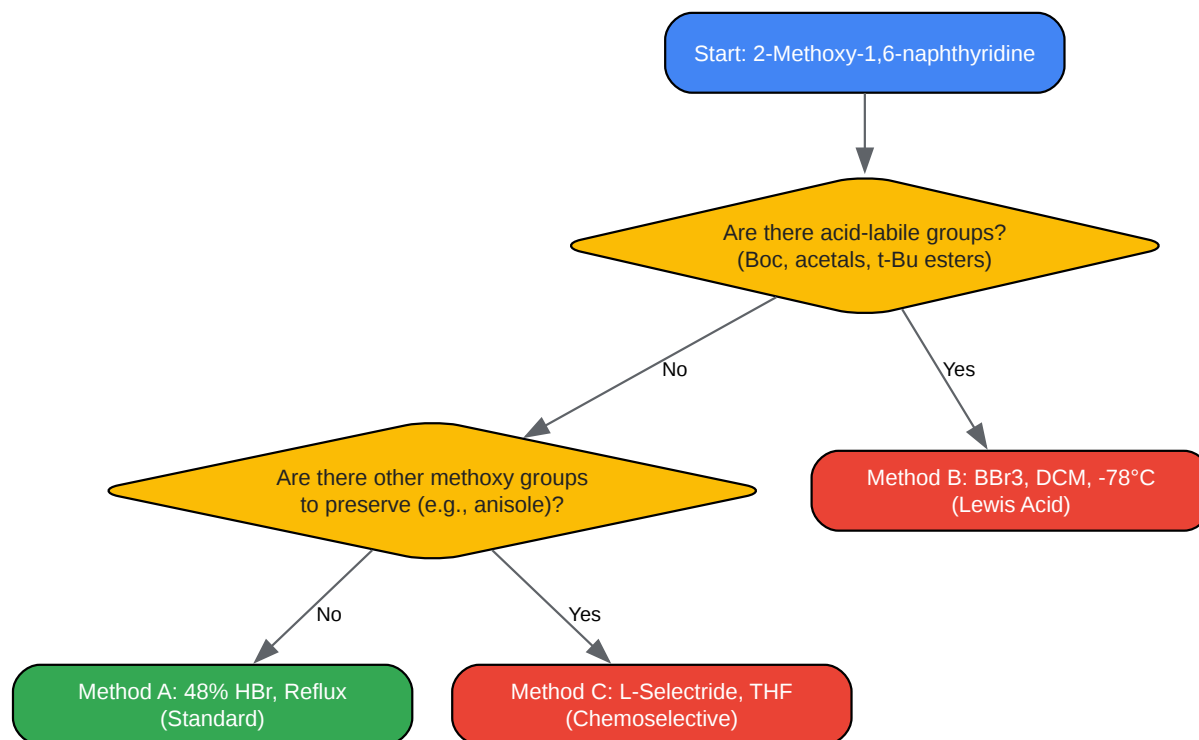 Start: 2-Methoxy-1,6-naphthyridine
Are there acid-labile groups?
(Boc, acetals, t-Bu esters)
No
Yes
Are there other methoxy groups
to preserve (e.g., anisole)?
Method B: BBr3, DCM, -78°C
(Lewis Acid)
No
Yes
Method A: 48% HBr, Reflux
(Standard)
Method C: L-Selectride, THF
(Chemoselective)